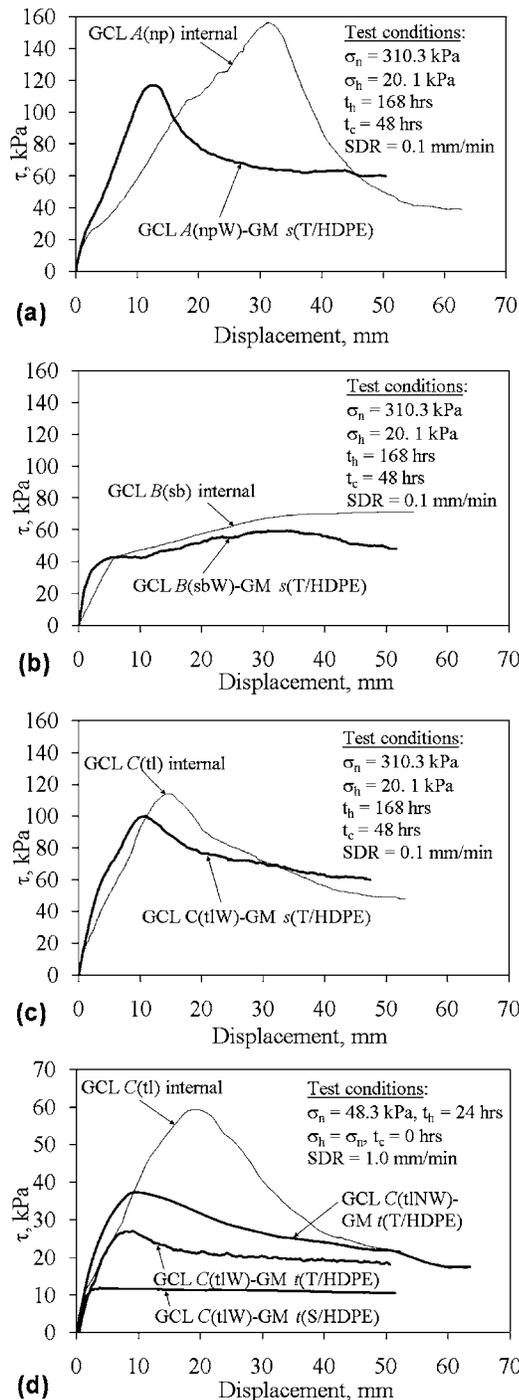 160
140
120
100
80
60
40
20
0
τ, kPa
GCL A(np) internal
Test conditions:
σn = 310.3 kPa
σh = 20. 1 kPa
th = 168 hrs
tc = 48 hrs
SDR = 0.1 mm/min
GCL A(npW)-GM s(T/HDPE)
0 10 20 30 40 50 60 70
(a)
Displacement, mm
160
140
120
100
80
60
40
20
0
τ, kPa
Test conditions:
σn = 310.3 kPa
σh = 20. 1 kPa
th = 168 hrs
tc = 48 hrs
SDR = 0.1 mm/min
GCL B(sb) internal
GCL B(sbW)-GM s(T/HDPE)
0 10 20 30 40 50 60 70
(b)
Displacement, mm
160
140
120
100
80
60
40
20
0
τ, kPa
Test conditions:
σn = 310.3 kPa
σh = 20. 1 kPa
th = 168 hrs
tc = 48 hrs
SDR = 0.1 mm/min
GCL C(tl) internal
GCL C(tlW)-GM s(T/HDPE)
0 10 20 30 40 50 60 70
(c)
Displacement, mm
70
60
50
40
30
20
10
0
τ, kPa
GCL C(tl) internal
Test conditions:
σn = 48.3 kPa, th = 24 hrs
σh = σn, tc = 0 hrs
SDR = 1.0 mm/min
GCL C(tlNW)-
GM t(T/HDPE)
GCL C(tlW)-GM t(T/HDPE)
GCL C(tlW)-GM t(S/HDPE)
0 10 20 30 40 50 60 70
(d)
Displacement, mm